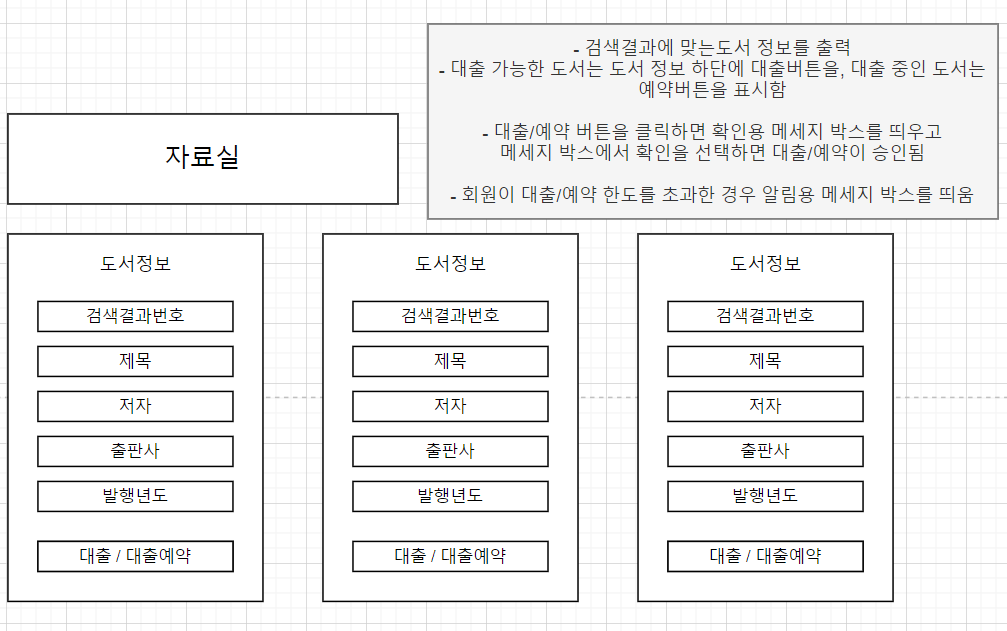 - 검색결과에 맞는도서 정보를 출력
- 대출 가능한 도서는 도서 정보 하단에 대출버튼을, 대출 중인 도서는
예약버튼을 표시함
- 대출/예약 버튼을 클릭하면 확인용 메세지 박스를 띄우고
메세지 박스에서 확인을 선택하면 대출/예약이 승인됨
- 회원이 대출/예약 한도를 초과한 경우 알림용 메세지 박스를 띄움
자료실
도서정보
검색결과번호
제목
저자
출판사
발행년도
대출 / 대출예약
도서정보
검색결과번호
제목
저자
출판사
발행년도
대출 / 대출예약
도서정보
검색결과번호
제목
저자
출판사
발행년도
대출 / 대출예약